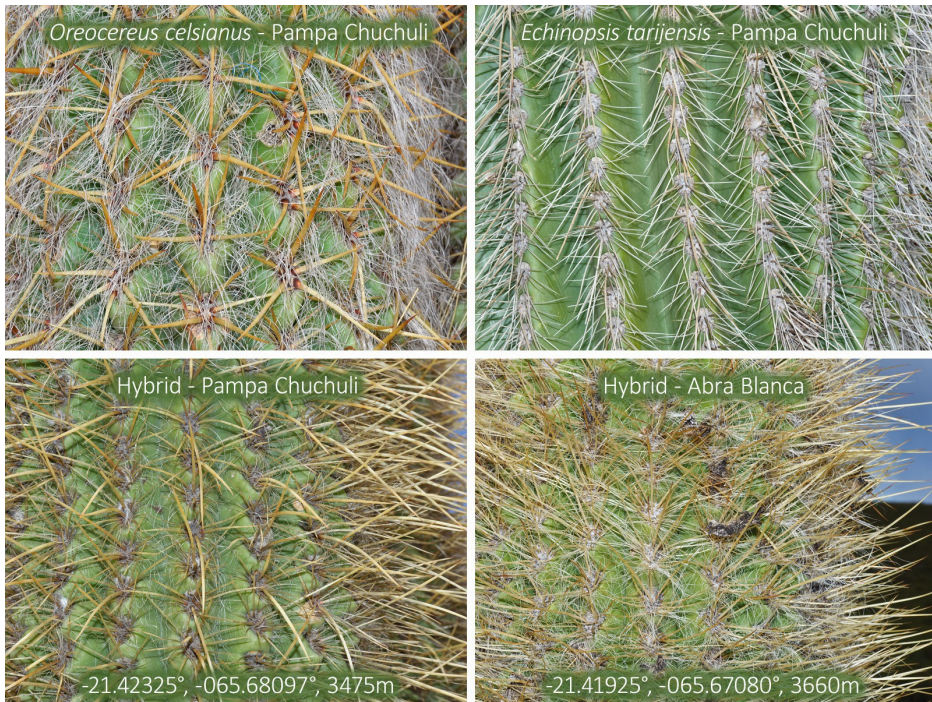 Oreocereus celsianus - Pampa Chuchuli
Echinopsis tarijensis - Pampa Chuchuli
Hybrid - Pampa Chuchuli
Hybrid - Abra Blanca
-21.42325°, -065.68097°, 3475m
-21.41925°, -065.67080°, 3660m